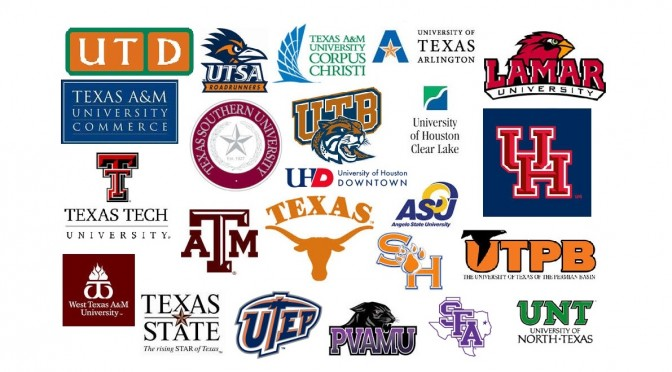 UTD
UTSA
ROADRUNNERS
TEXAS A&M
UNIVERSITY
CORPUS
CHRISTI
A
UNIVERSITY OF
TEXAS
ARLINGTON
LAMAR
UNIVERSITY
TEXAS A&M
UNIVERSITY
COMMERCE
TEXAS SOUTHERN UNIVERSITY
UTB
University
of Houston
Clear Lake
UH
TEXAS TECH
UNIVERSITY
UHD University of Houston
DOWNTOWN
ATM
TEXAS
ASU
Angelo State University
SH
UTPB
THE UNIVERSITY OF TEXAS OF THE PERMIAN BASIN
West Texas A&M
University
TEXAS
STATE
The rising STAR of Texas
UTEP
PVAMU
SFA
UNT
UNIVERSITY OF
NORTH·TEXAS